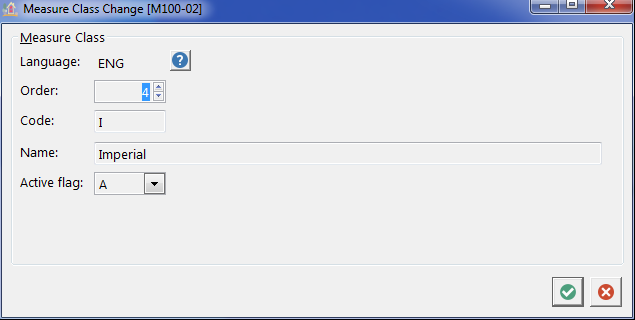 Measure Class Change [M100-02]
Measure Class
Language: ENG ?
Order: 4
Code: I
Name: Imperial
Active flag: A